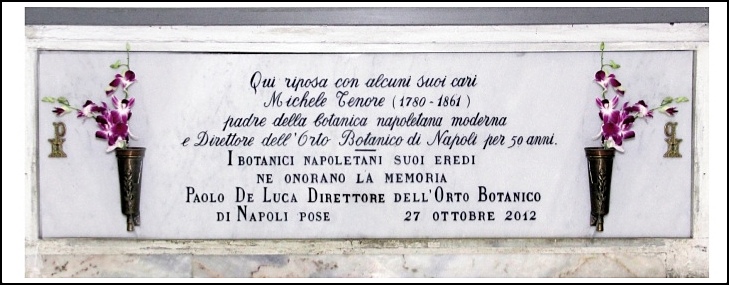 Qui riposa con alcuni suoi cari
Michele Tenore (1780-1861)
padre della botanica napoletana moderna
e Direttore dell'Orto Botanico di Napoli per 50 anni.
I BOTANICI NAPOLETANI SUOI EREDI
NE ONORANO LA MEMORIA
PAOLO DE LUCA DIRETTORE DELL'ORTO BOTANICO
DI NAPOLI POSE 27 OTTOBRE 2012